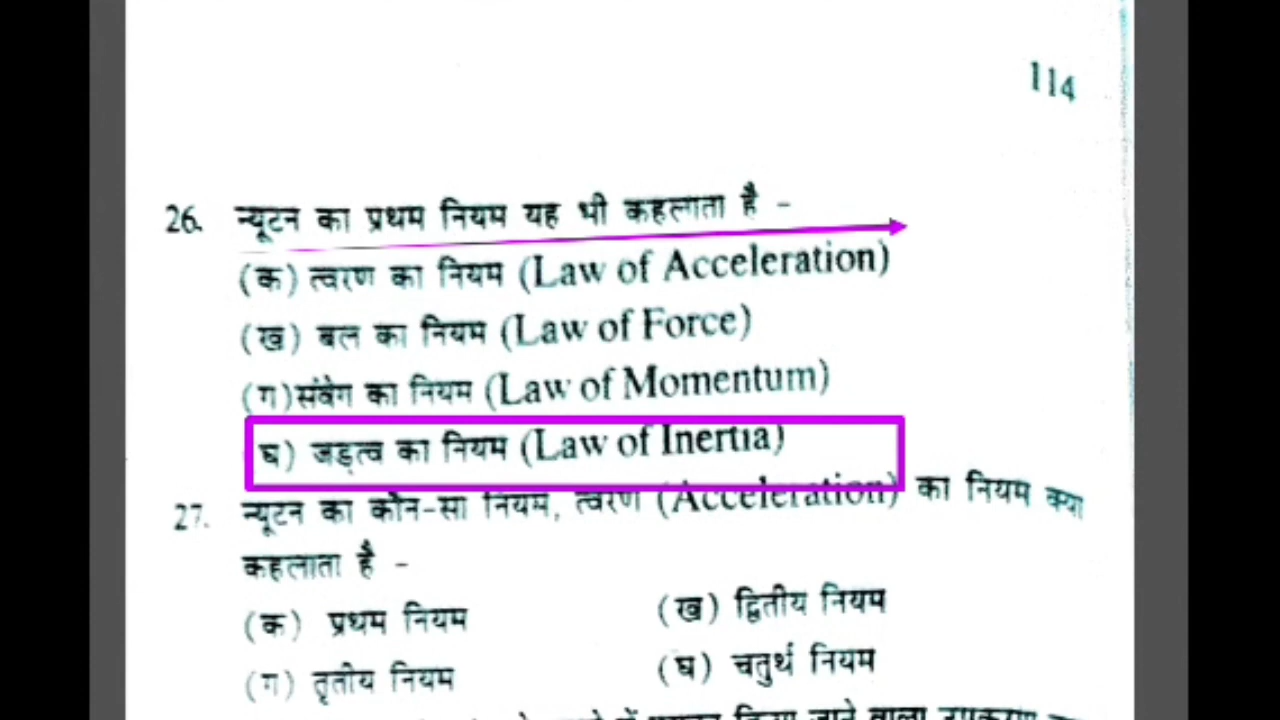 114
26. न्यूटन का प्रथम नियम यह भी कहलाता है -
(क) त्वरण का नियम (Law of Acceleration)
(ख) बल का नियम (Law of Force)
(ग) संवेग का नियम (Law of Momentum)
घ) जड़त्व का नियम (Law of Inertia)
27. न्यूटन का कौन-सा नियम, त्वरण (Acceleration) का नियम क्या
कहलाता है -
(क) प्रथम नियम (ख) द्वितीय नियम
(ग) तृतीय नियम (घ) चतुर्थ नियम
में किया जाने वाला उपकरण